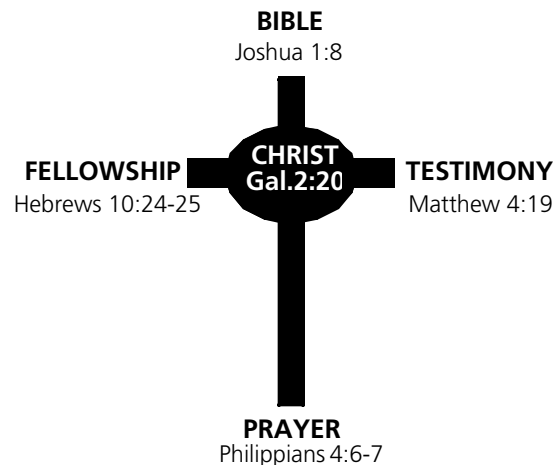 BIBLE
Joshua 1:8
CHRIST
Gal.2:20
FELLOWSHIP
Hebrews 10:24-25
TESTIMONY
Matthew 4:19
PRAYER
Philippians 4:6-7